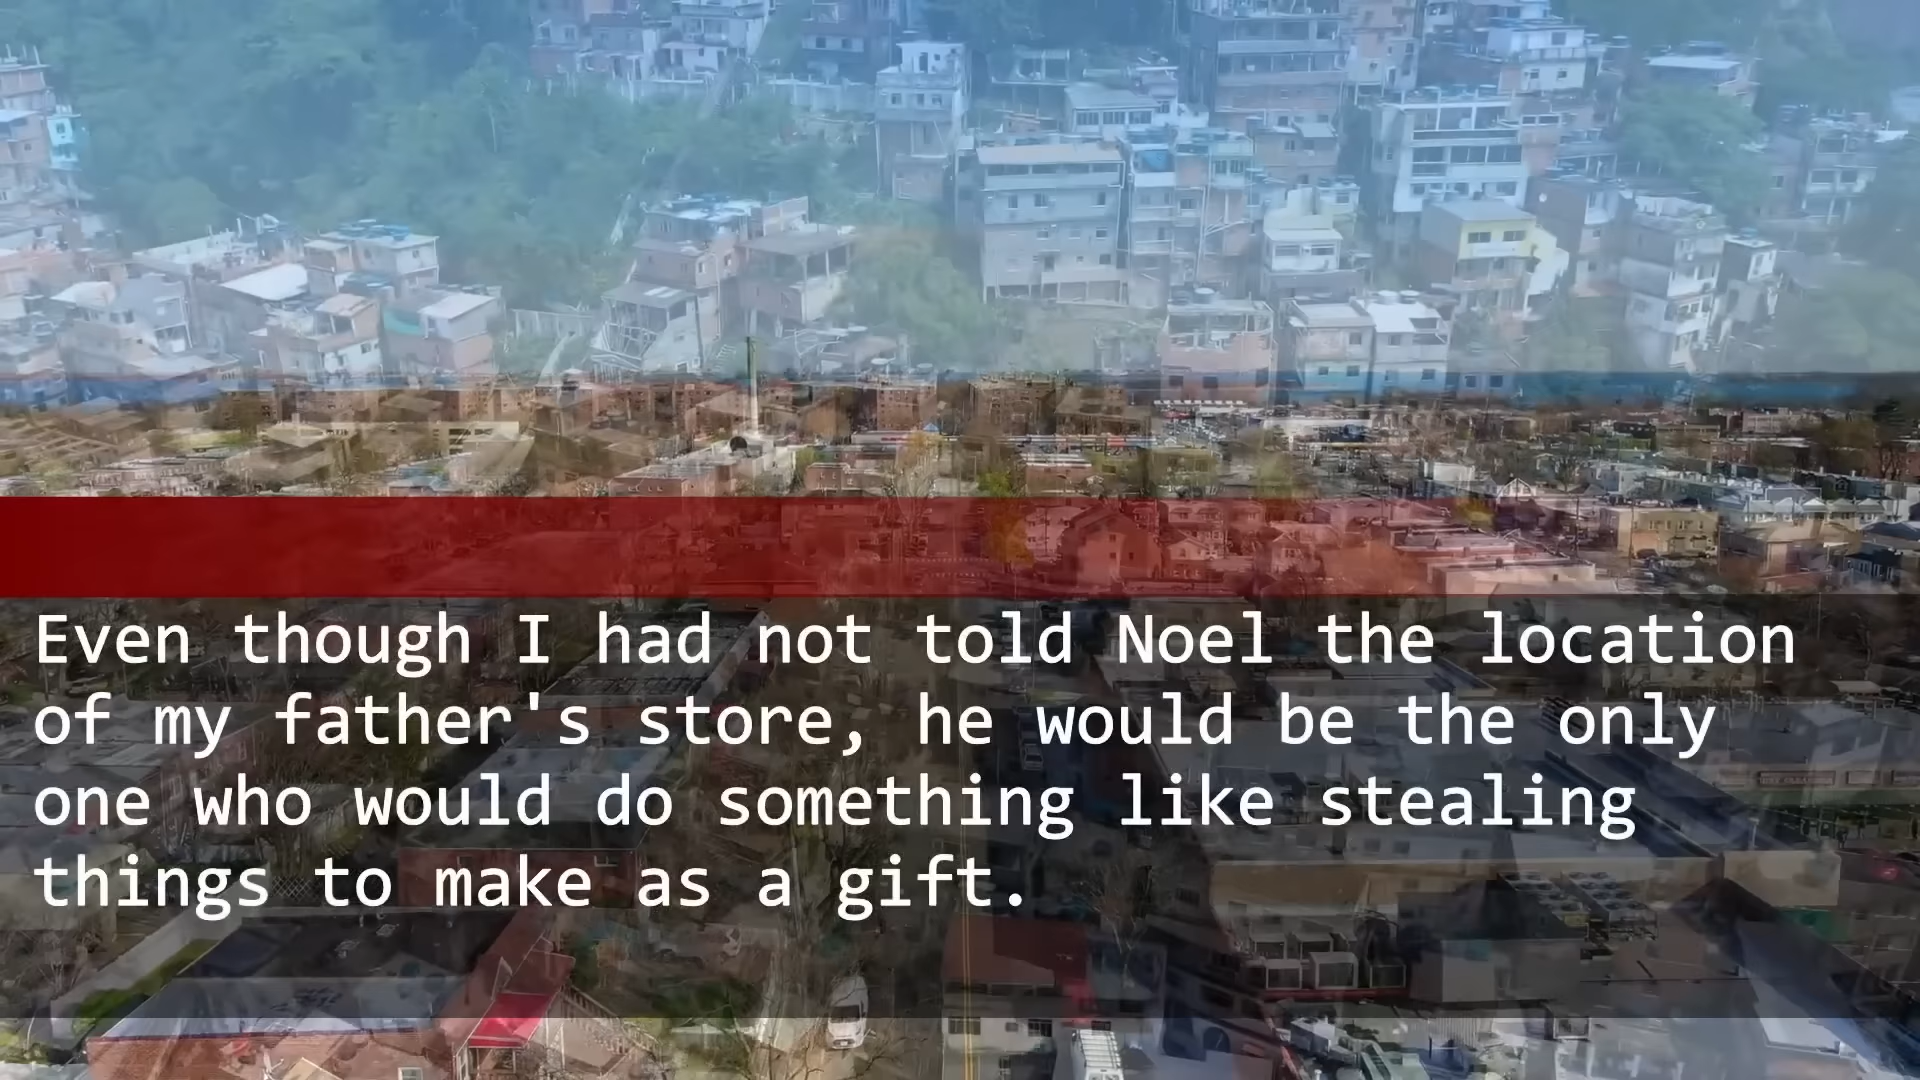 Even though I had not told Noel the location
of my father's store, he would be the only
one who would do something like stealing
things to make as a gift.